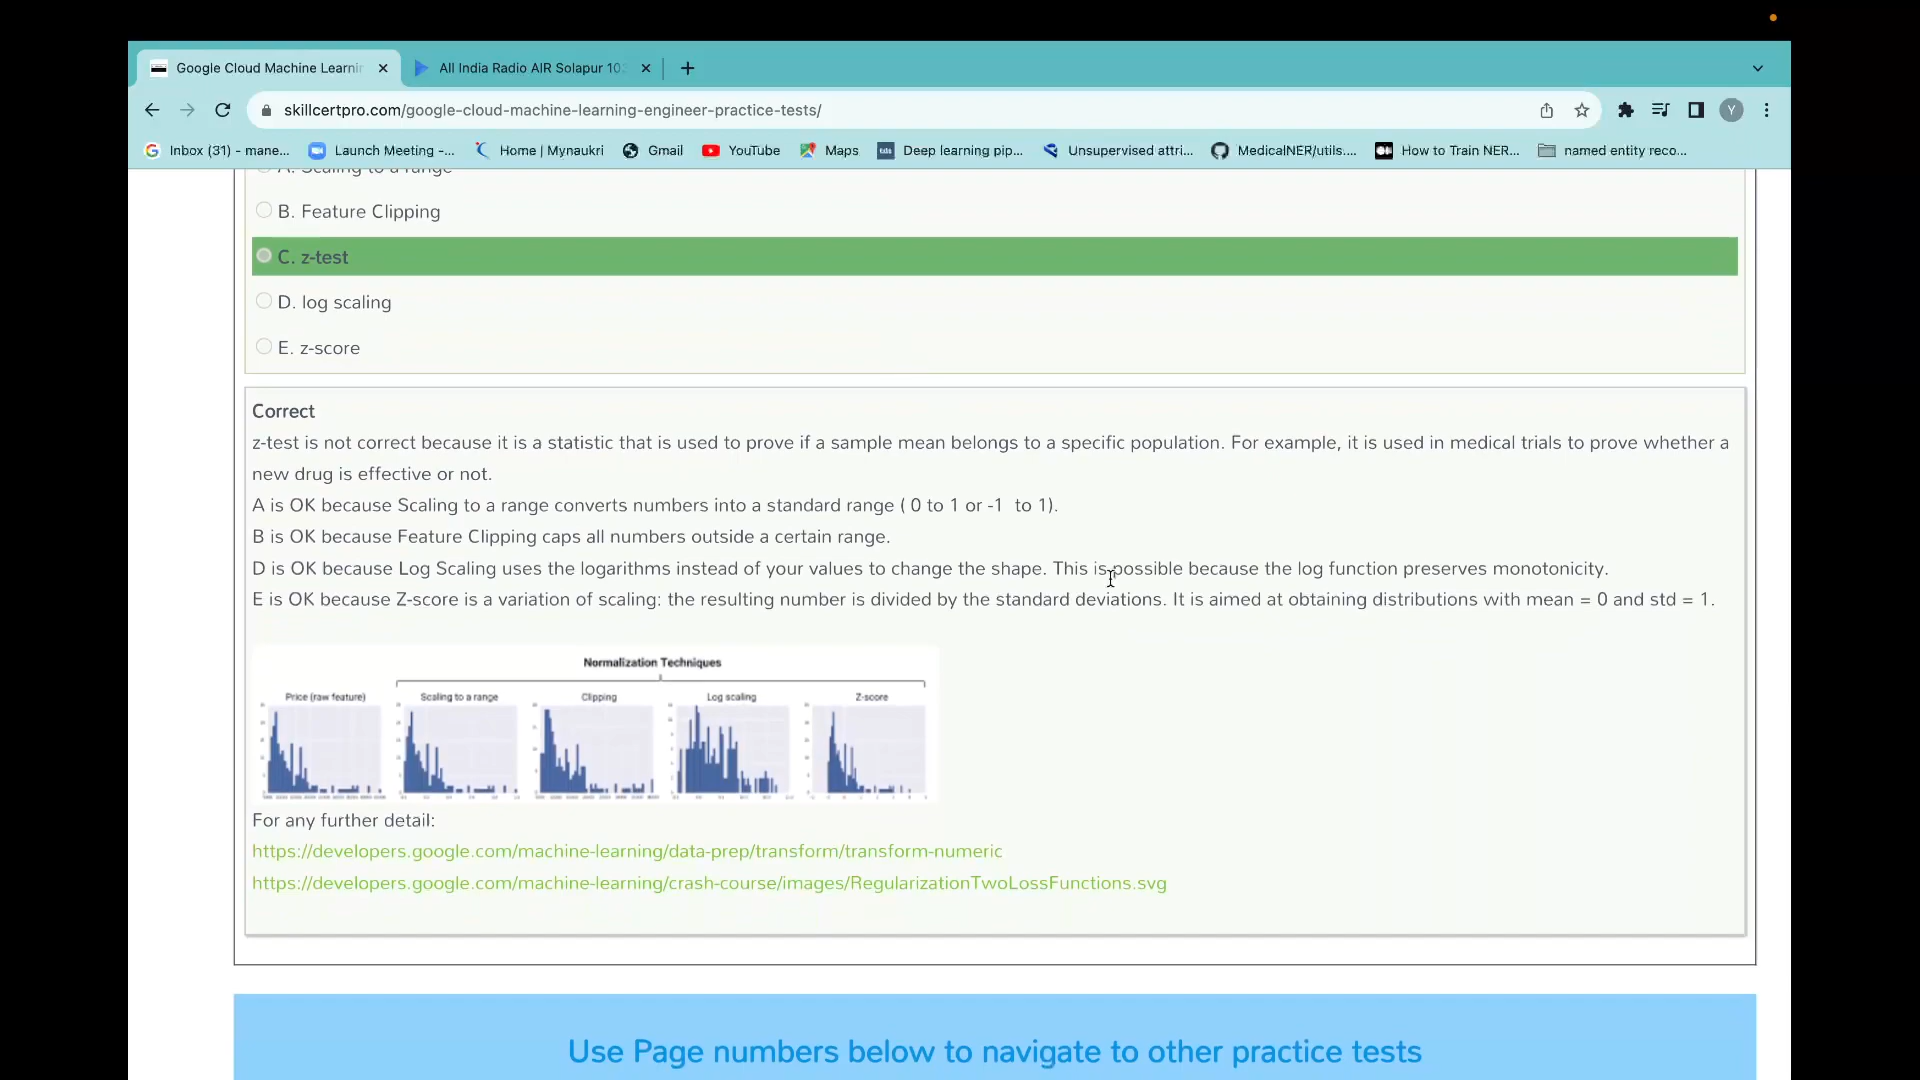 Google Cloud Machine Learnin
All India Radio AIR Solapur 10
skillcertpro.com/google-cloud-machine-learning-engineer-practice-tests/
Y
Inbox (31) - mane... Launch Meeting -... Home | Mynaukri Gmail YouTube Maps Deep learning pip... Unsupervised attri... MedicalNER/utils.... How to Train NER... named entity reco...
A. Scaling to a range
B. Feature Clipping
C. z-test
D. log scaling
E. z-score
Correct
z-test is not correct because it is a statistic that is used to prove if a sample mean belongs to a specific population. For example, it is used in medical trials to prove whether a
new drug is effective or not.
A is OK because Scaling to a range converts numbers into a standard range ( 0 to 1 or -1 to 1).
B is OK because Feature Clipping caps all numbers outside a certain range.
D is OK because Log Scaling uses the logarithms instead of your values to change the shape. This is possible because the log function preserves monotonicity.
E is OK because Z-score is a variation of scaling: the resulting number is divided by the standard deviations. It is aimed at obtaining distributions with mean = 0 and std = 1.
Normalization Techniques
Price (raw feature) Scaling to a range Clipping Log scaling Z-score
For any further detail:
https://developers.google.com/machine-learning/data-prep/transform/transform-numeric
https://developers.google.com/machine-learning/crash-course/images/RegularizationTwoLossFunctions.svg
Use Page numbers below to navigate to other practice tests